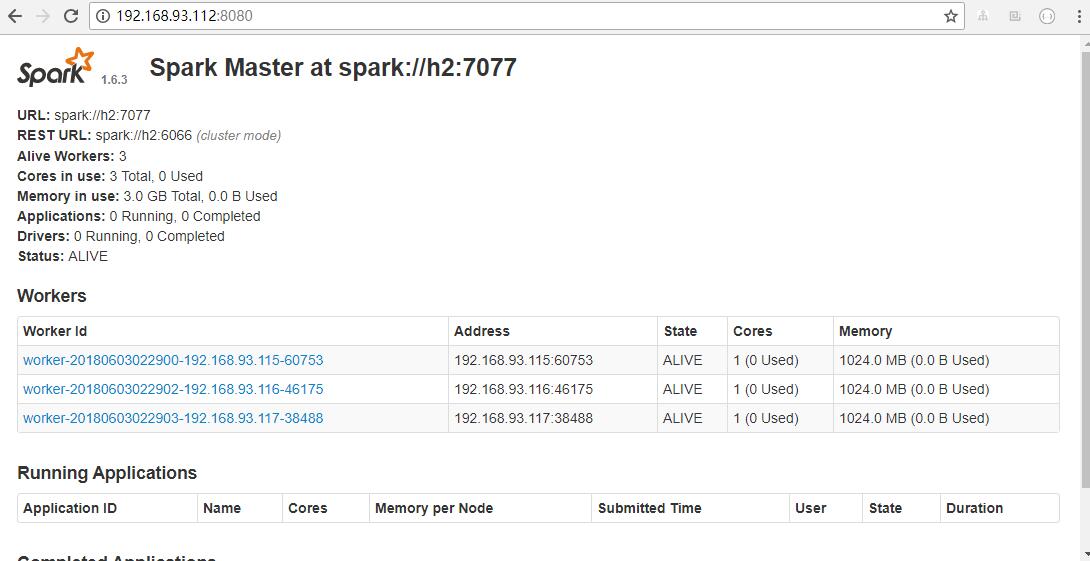 192.168.93.112:8080
Spark 1.6.3 Spark Master at spark://h2:7077
URL: spark://h2:7077
REST URL: spark://h2:6066 (cluster mode)
Alive Workers: 3
Cores in use: 3 Total, 0 Used
Memory in use: 3.0 GB Total, 0.0 B Used
Applications: 0 Running, 0 Completed
Drivers: 0 Running, 0 Completed
Status: ALIVE
Workers
Worker Id Address State Cores Memory
worker-20180603022900-192.168.93.115-60753 192.168.93.115:60753 ALIVE 1 (0 Used) 1024.0 MB (0.0 B Used)
worker-20180603022902-192.168.93.116-46175 192.168.93.116:46175 ALIVE 1 (0 Used) 1024.0 MB (0.0 B Used)
worker-20180603022903-192.168.93.117-38488 192.168.93.117:38488 ALIVE 1 (0 Used) 1024.0 MB (0.0 B Used)
Running Applications
Application ID Name Cores Memory per Node Submitted Time User State Duration
Completed Applications